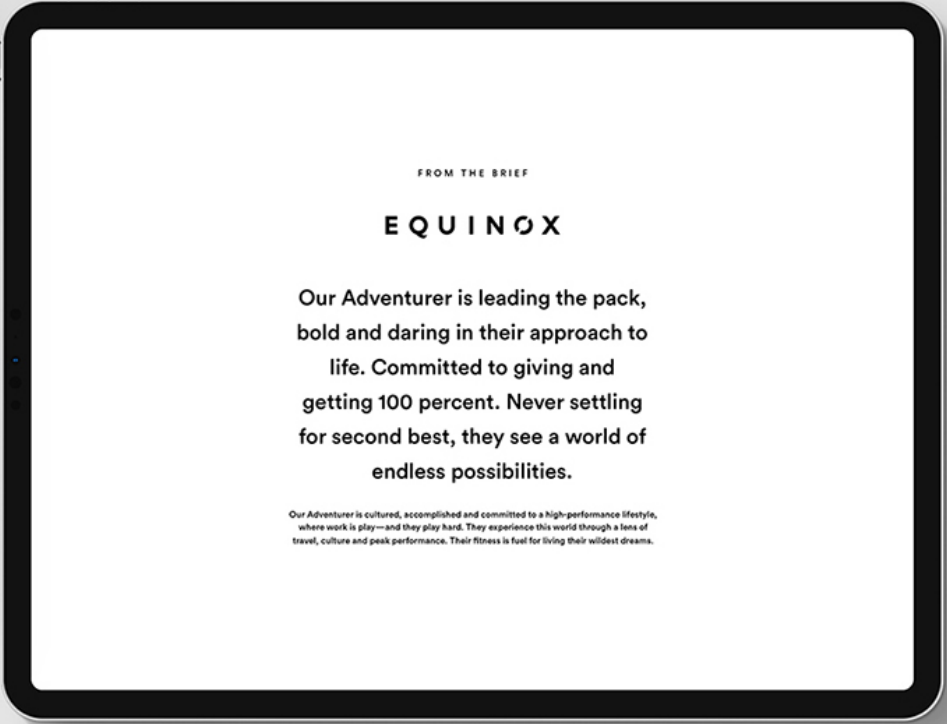 FROM THE BRIEF
EQUINOX
Our Adventurer is leading the pack,
bold and daring in their approach to
life. Committed to giving and
getting 100 percent. Never settling
for second best, they see a world of
endless possibilities.
Our Adventurer is cultured, accomplished and committed to a high-performance lifestyle,
where work is play—and they play hard. They experience this world through a lens of
travel, culture and peak performance. Their fitness is fuel for living their wildest dreams.